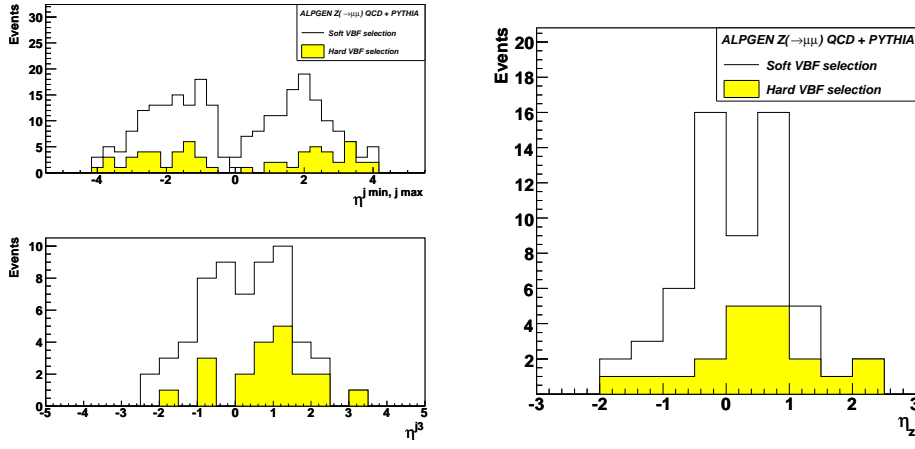 Events
30
25
20
15
10
5
0
ALPGEN Z(→μμ) QCD + PYTHIA
Soft VBF selection
Hard VBF selection
-4 -2 0 2 4
η^j min, j max
Events
10
8
6
4
2
0
-5 -4 -3 -2 -1 0 1 2 3 4 5
η^j3
Events
20
18
16
14
12
10
8
6
4
2
ALPGEN Z(→μμ) QCD + PYTHIA
Soft VBF selection
Hard VBF selection
-3 -2 -1 0 1 2 3
η_z